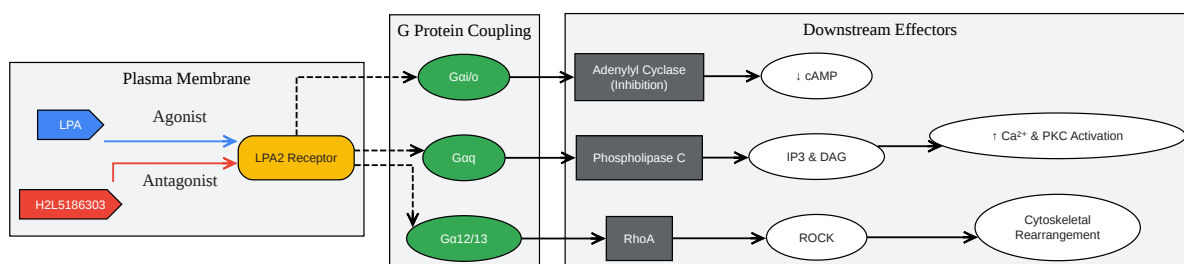 Plasma Membrane
LPA
Agonist
LPA2 Receptor
Antagonist
H2L5186303
G Protein Coupling
Gαi/o
Gαq
Gα12/13
Downstream Effectors
Adenylyl Cyclase
(Inhibition)
↓ cAMP
Phospholipase C
IP3 & DAG
↑ Ca²⁺ & PKC Activation
RhoA
ROCK
Cytoskeletal
Rearrangement